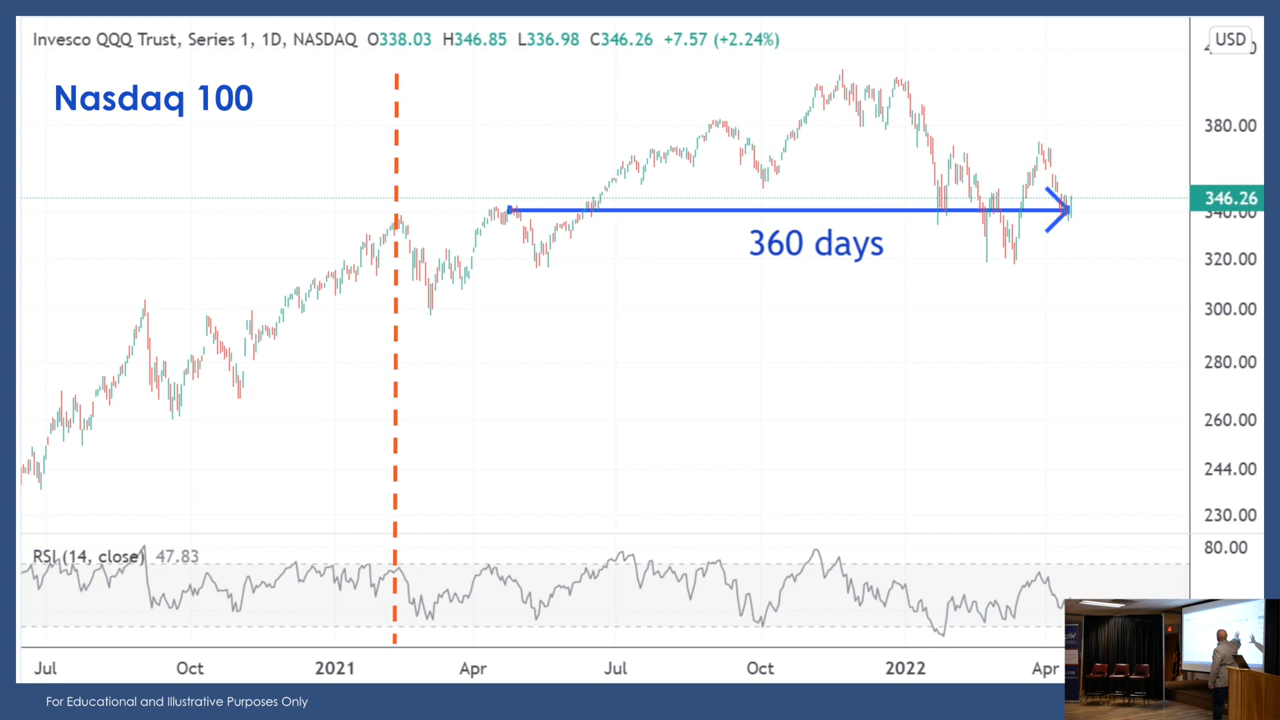 Invesco QQQ Trust, Series 1, 1D, NASDAQ O338.03 H346.85 L336.98 C346.26 +7.57 (+2.24%)
USD
Nasdaq 100
380.00
346.26
340.00
360 days
320.00
300.00
280.00
260.00
244.00
230.00
RSI (14, close) 47.83
80.00
Jul Oct 2021 Apr Jul Oct 2022 Apr
For Educational and Illustrative Purposes Only